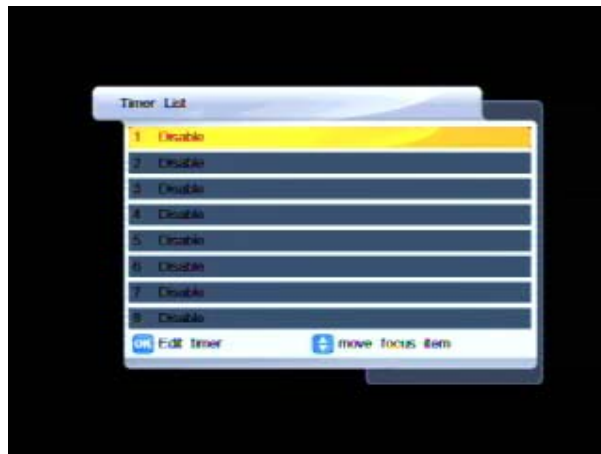 Timer List
1 Disable
2 Disable
3 Disable
4 Disable
5 Disable
6 Disable
7 Disable
8 Disable
OK Edit timer move focus item